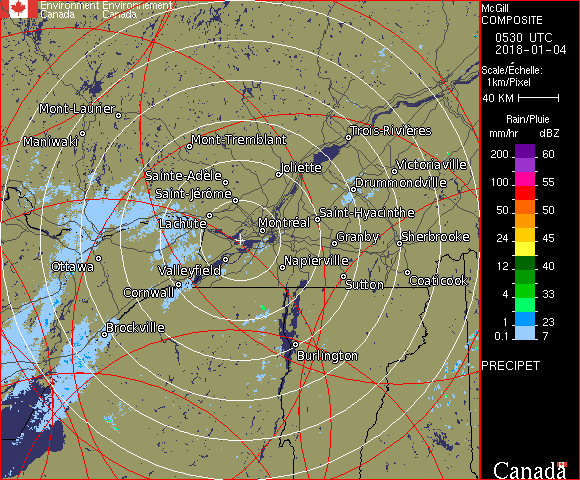 Environment Environnement
Canada Canada
McGill
COMPOSITE
0530 UTC
2018-01-04
Scale/Échelle:
1km/Pixel
40 KM
Rain/Pluie
mm/hr dBZ
200 60
100 55
50 50
24 45
12 40
4 33
1 23
0.1 7
PRECIPET
Canada
Mont-Laurier
Maniwaki
Mont-Tremblant
Trois-Rivières
Joliette
Victoriaville
Sainte-Adèle
Drummondville
Saint-Jérôme
Lachute
Saint-Hyacinthe
Montréal
Granby
Sherbrooke
Ottawa
Valleyfield
Napierville
Cornwall
Sutton
Coaticook
Brockville
Burlington